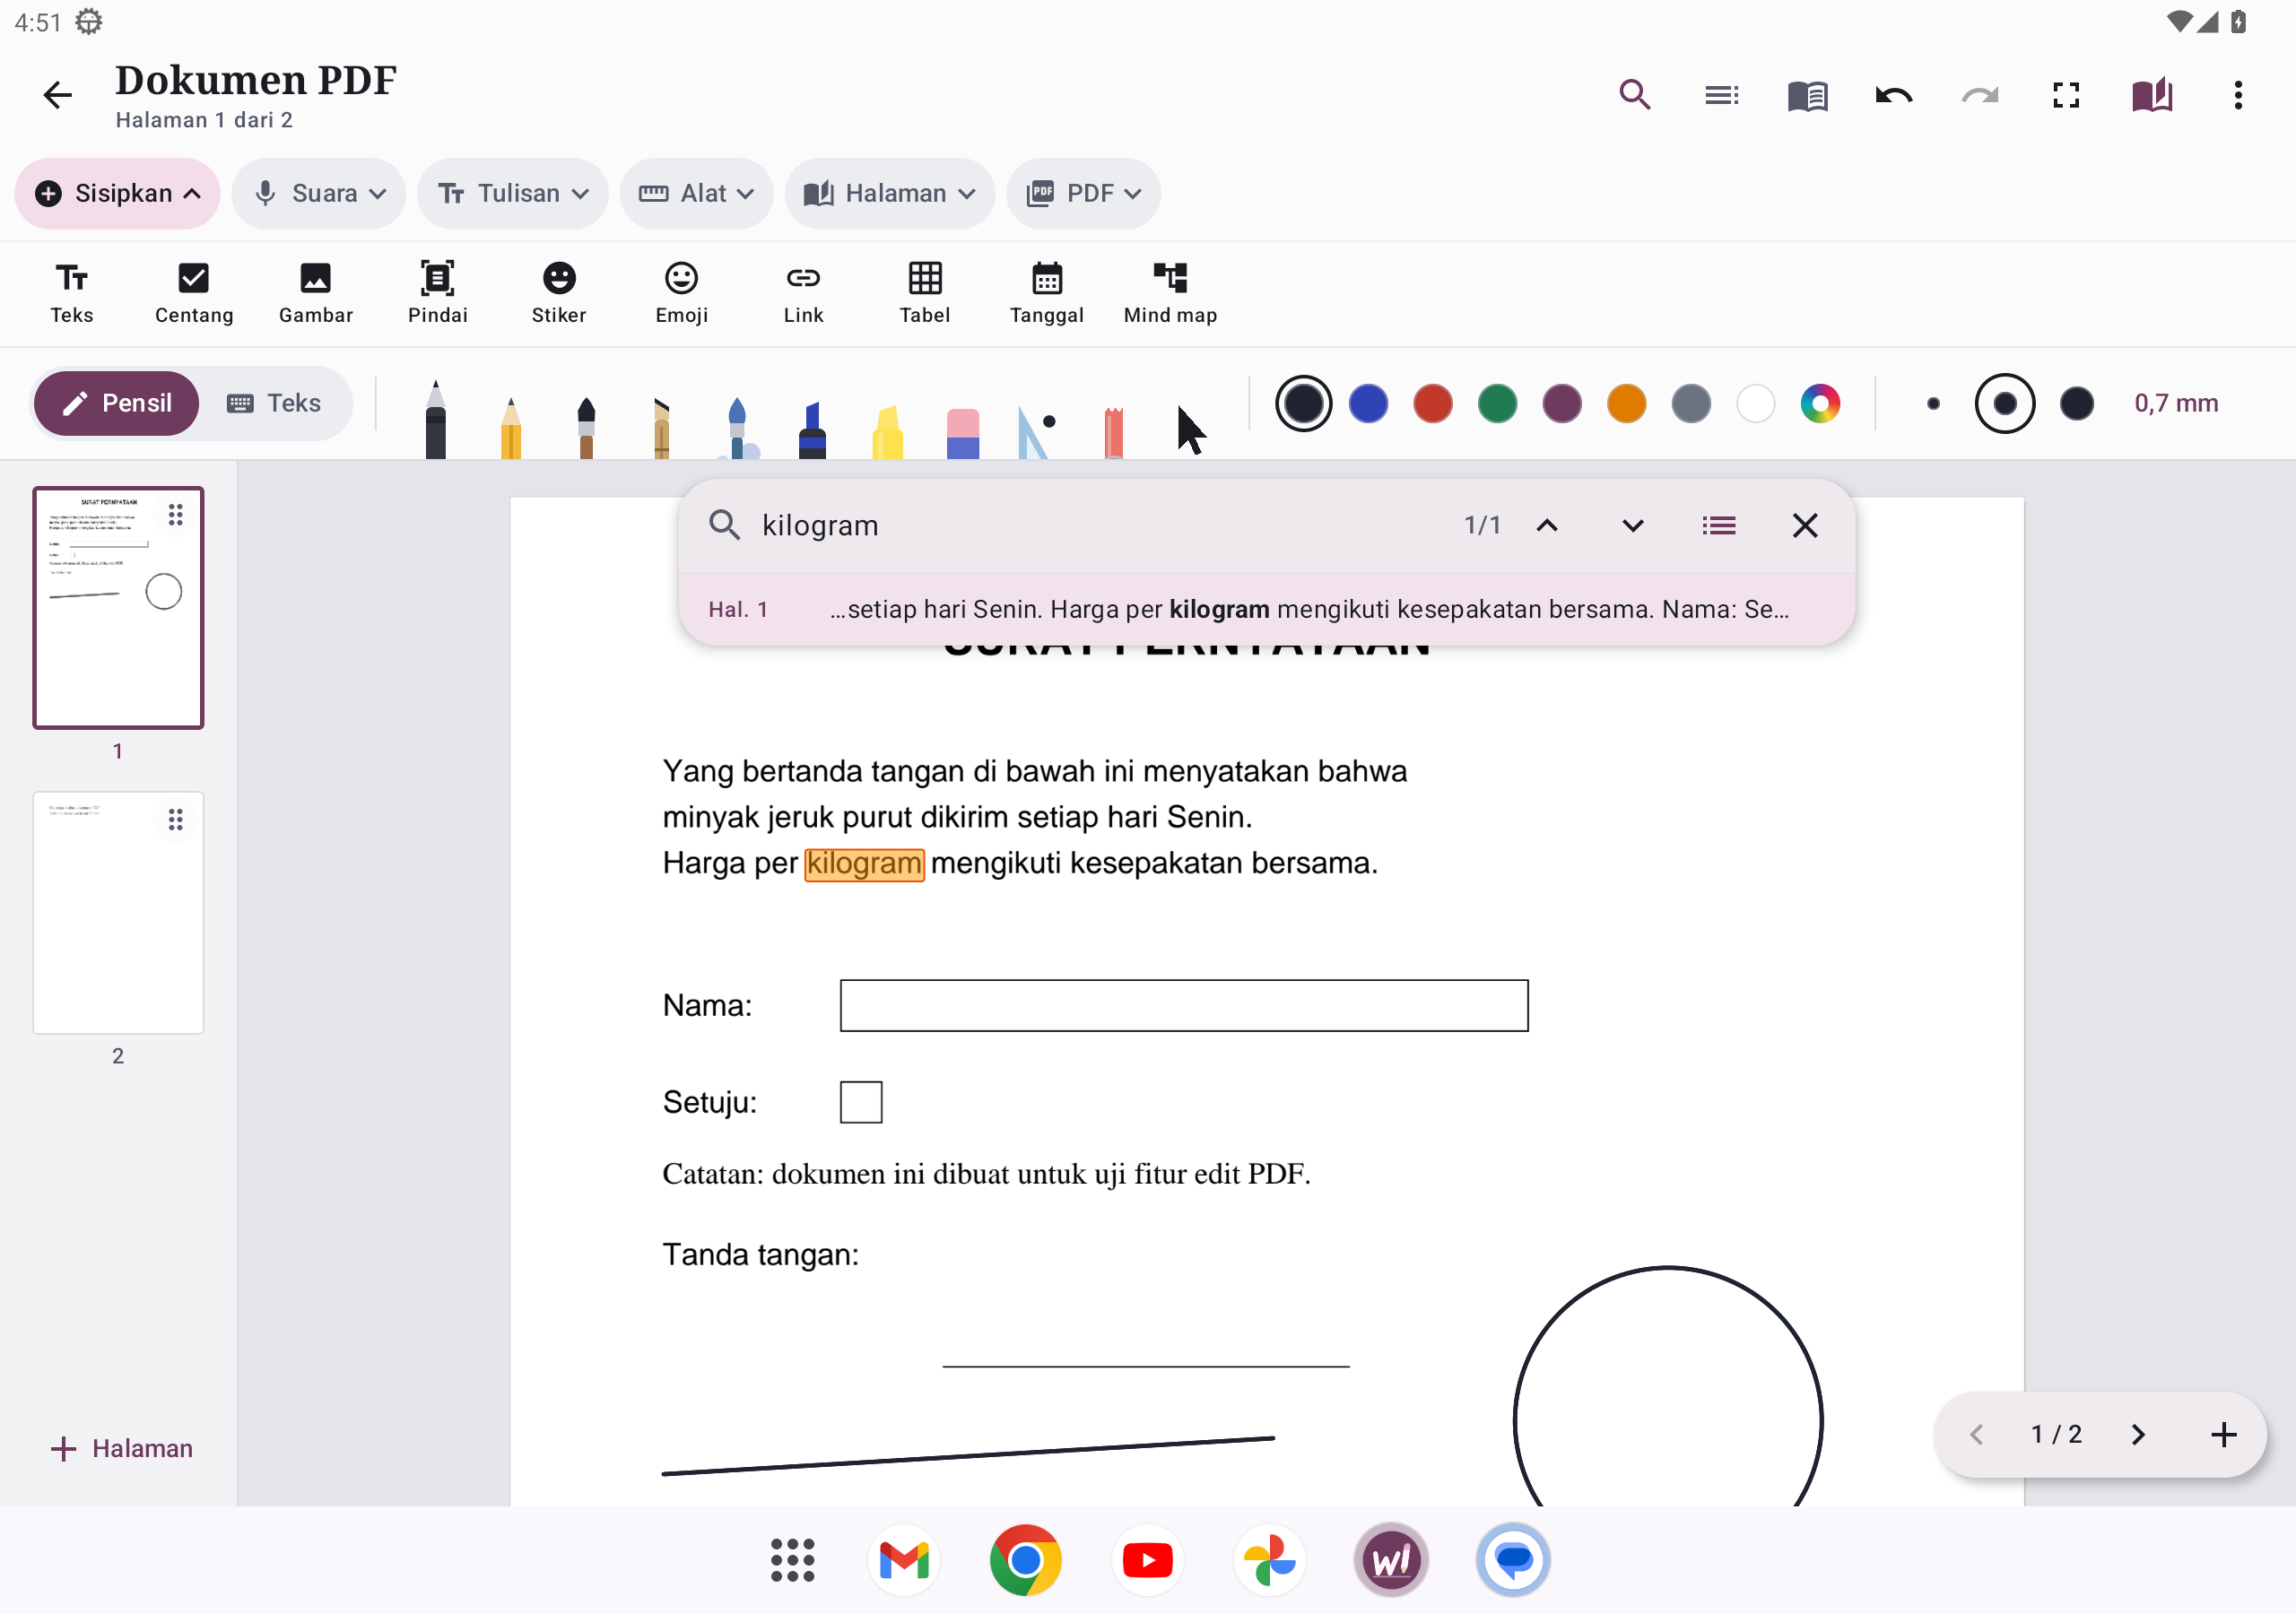 4:51
Dokumen PDF
Halaman 1 dari 2
Sisipkan
Suara
Tulisan
Alat
Halaman
PDF
Teks
Centang
Gambar
Pindai
Stiker
Emoji
Link
Tabel
Tanggal
Mind map
Pensil
Teks
0,7 mm
kilogram
1/1
Hal. 1 ...setiap hari Senin. Harga per kilogram mengikuti kesepakatan bersama. Nama: Se...
SURAT PERNYATAAN
Yang bertanda tangan di bawah ini menyatakan bahwa
minyak jeruk purut dikirim setiap hari Senin.
Harga per kilogram mengikuti kesepakatan bersama.
Nama:
Setuju:
Catatan: dokumen ini dibuat untuk uji fitur edit PDF.
Tanda tangan:
SURAT PERNYATAAN
1
2
Halaman
1 / 2